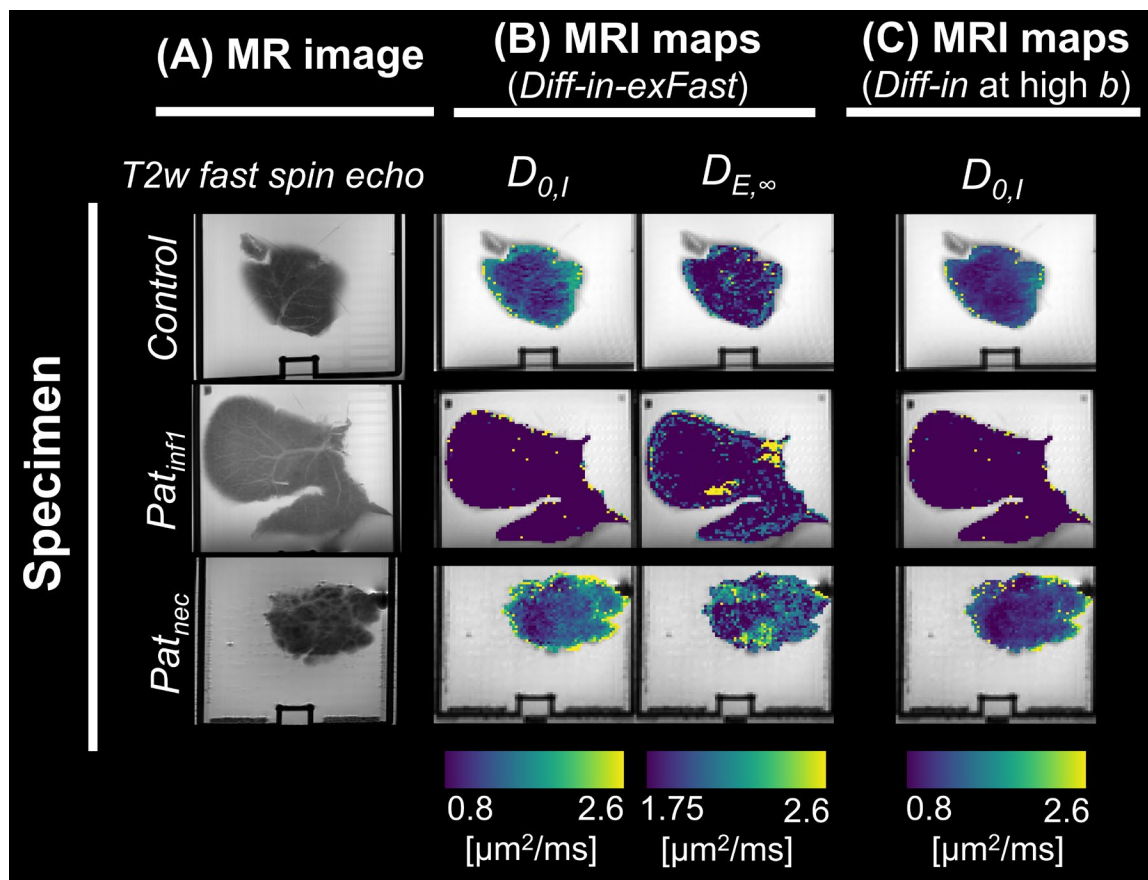 (A) MR image
(B) MRI maps
(Diff-in-exFast)
(C) MRI maps
(Diff-in at high b)
T2w fast spin echo
D0,I
DE,∞
D0,I
Specimen
Control
Patinf1
Patnec
0.8 2.6
[μm²/ms]
1.75 2.6
[μm²/ms]
0.8 2.6
[μm²/ms]